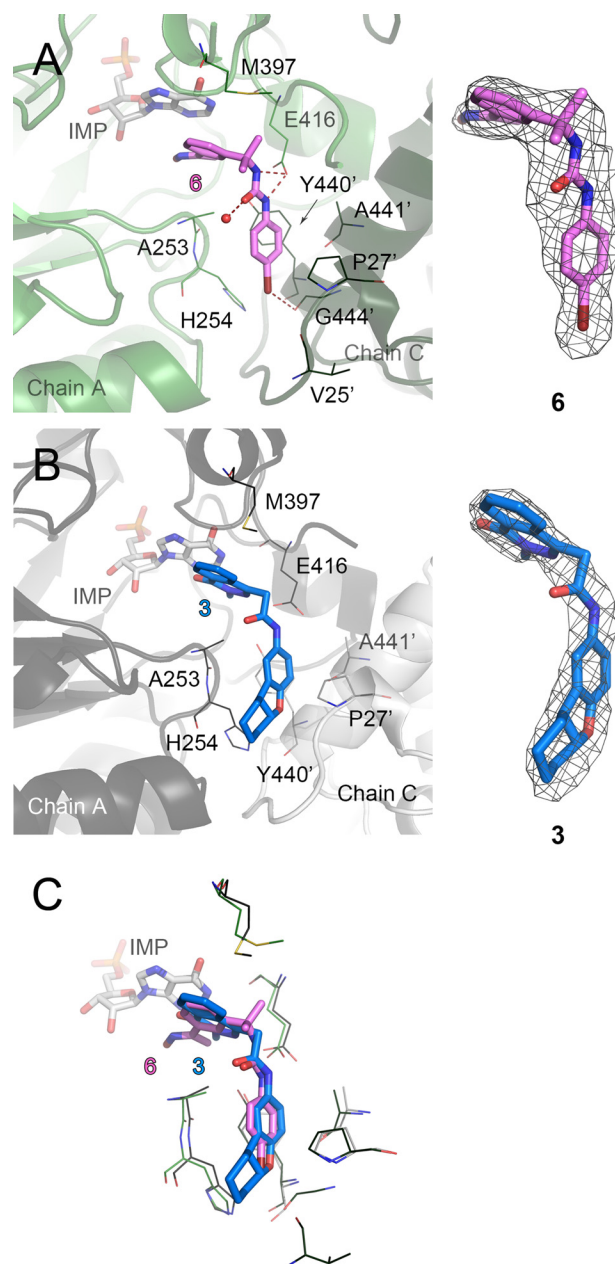 A
M397
IMP
E416
6
Y440'
A441'
A253
P27'
H254
G444'
Chain A
Chain C
V25'
6
B
M397
IMP
E416
3
A253
A441'
H254
P27'
Y440'
Chain A
Chain C
3
C
IMP
6 3